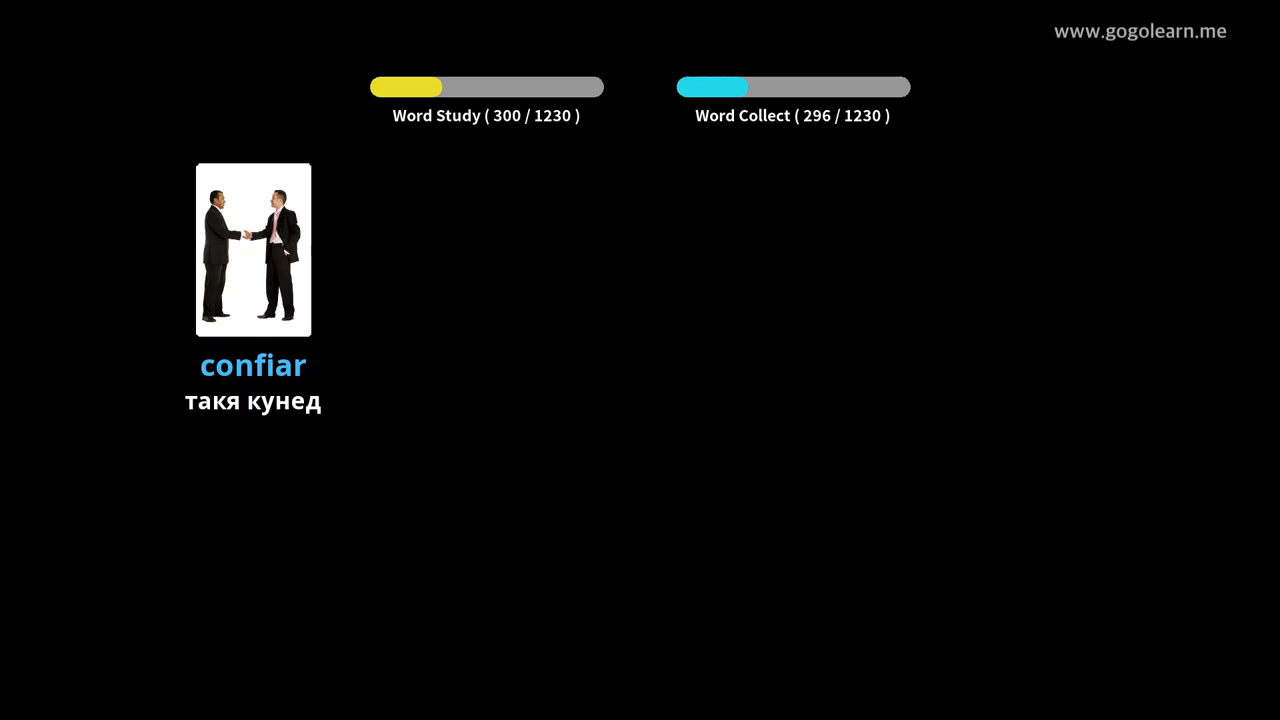 www.gogolearn.me
Word Study ( 300 / 1230 )
Word Collect ( 296 / 1230 )
confiar
такя кунед